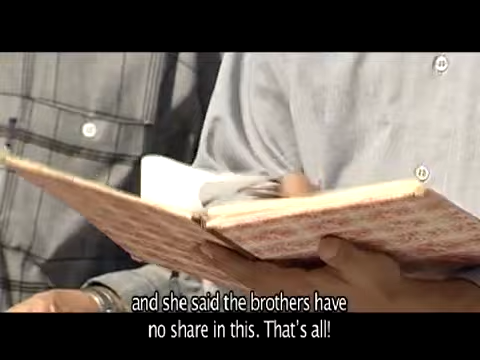 and she said the brothers have
no share in this. That's all!